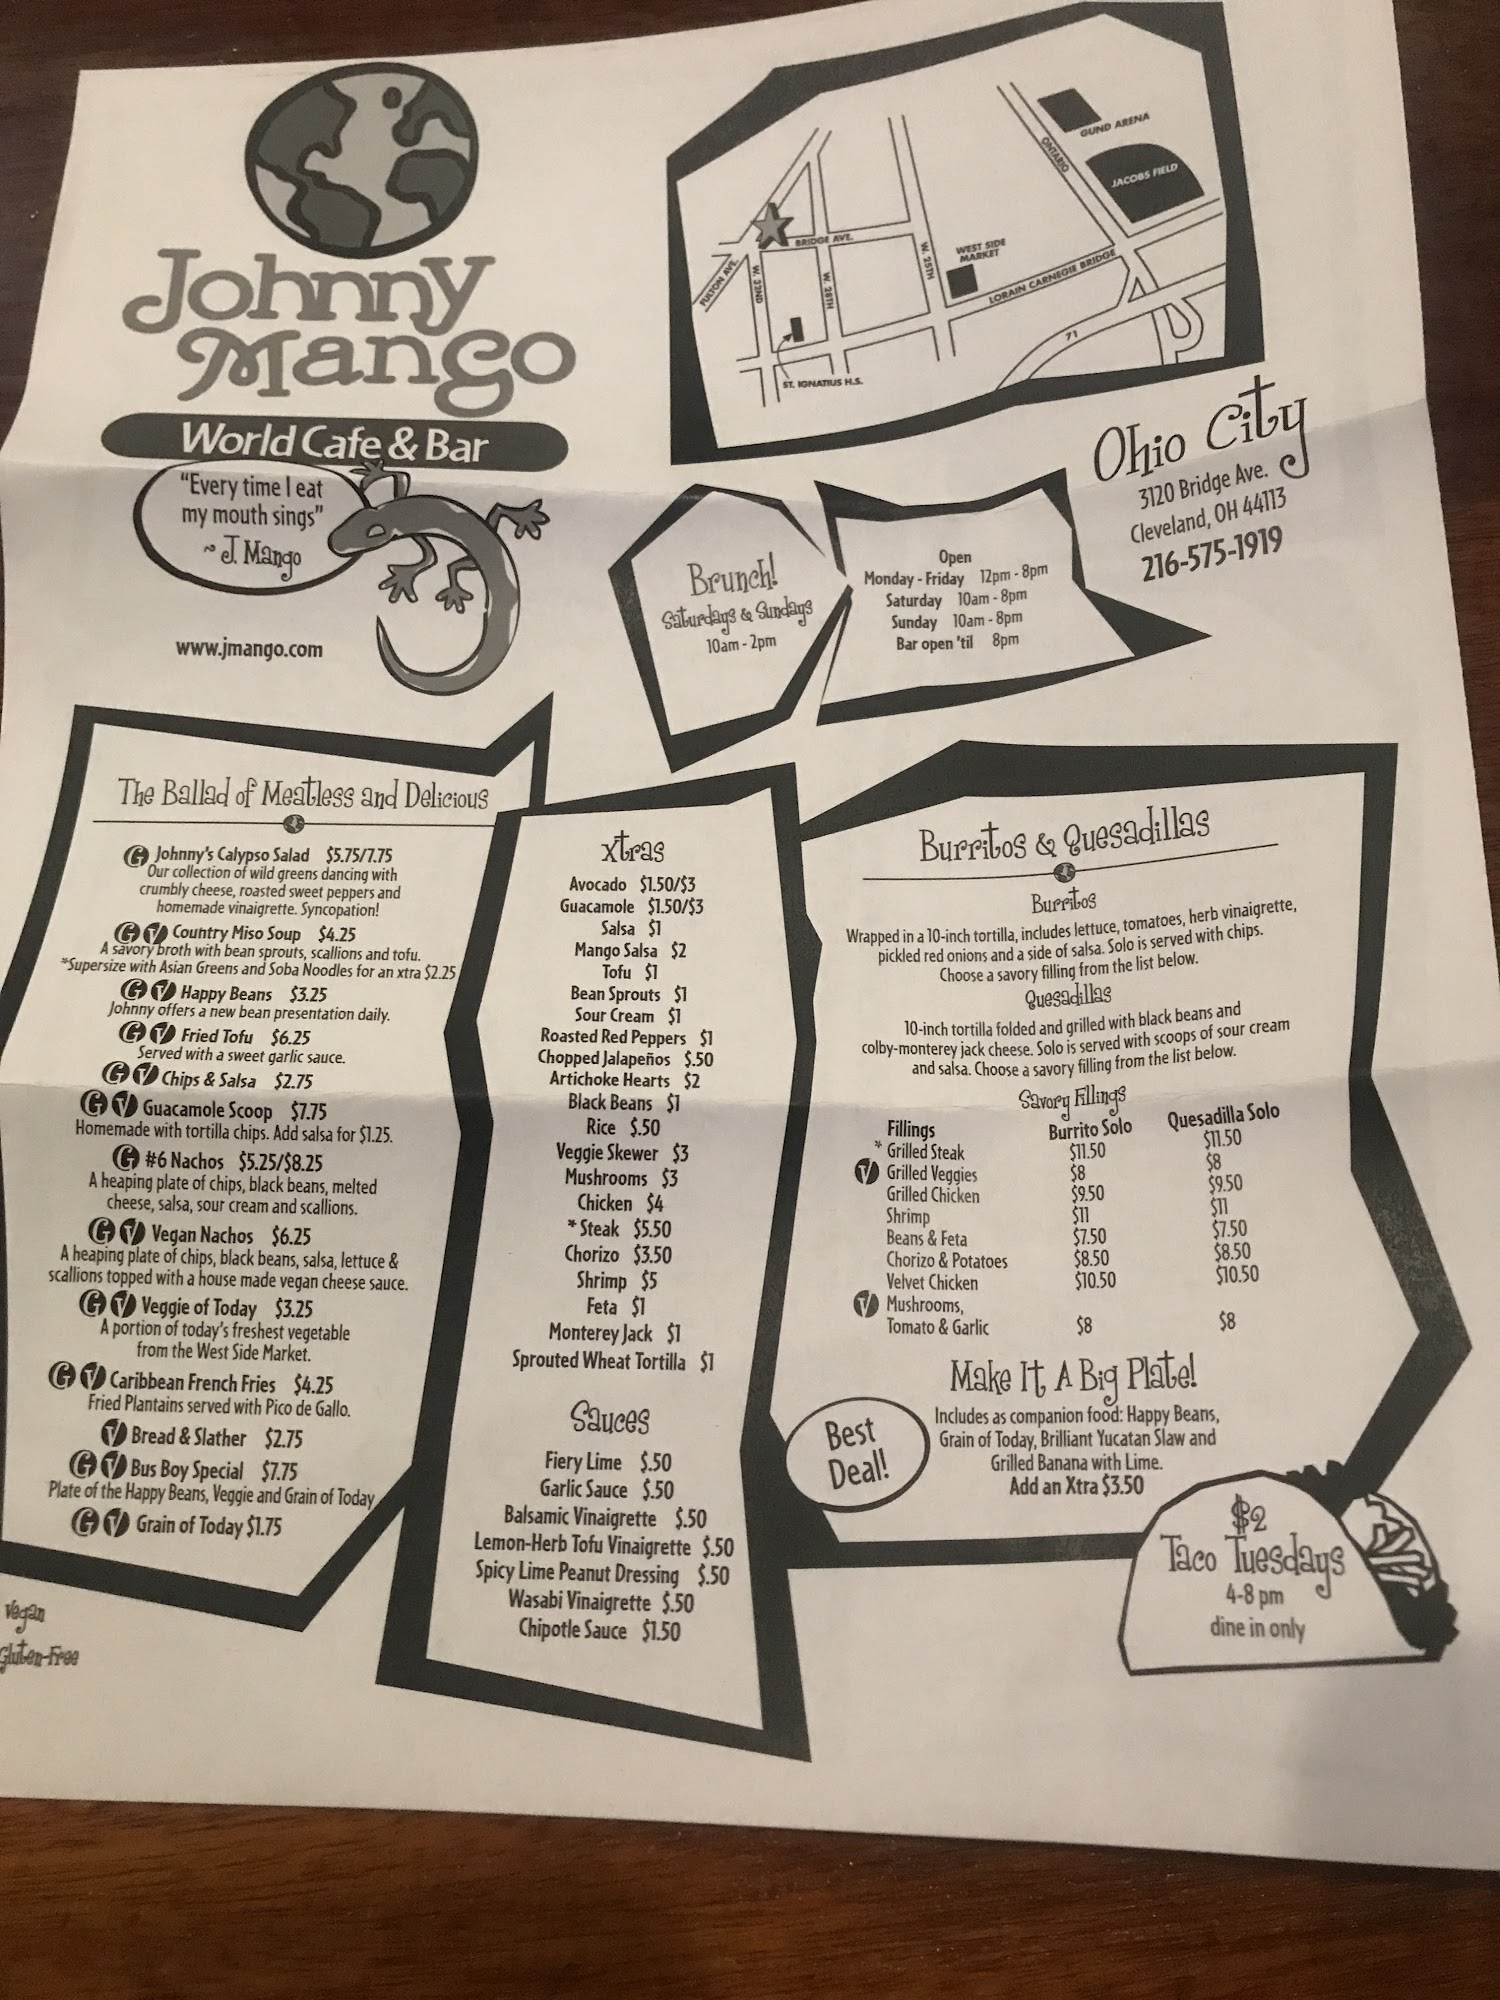 Johnny
Mango
World Cafe & Bar
"Every time I eat
my mouth sings"
~ J. Mango
www.jmango.com
GUND ARENA
ONTARIO
JACOBS FIELD
BRIDGE AVE.
FULTON AVE.
W. 32ND
W. 28TH
W. 25TH
WEST SIDE
MARKET
LORAIN CARNEGIE BRIDGE
71
ST. IGNATIUS H.S.
Ohio City
3120 Bridge Ave.
Cleveland, OH 44113
216-575-1919
Brunch!
Saturdays & Sundays
10am - 2pm
Open
Monday - Friday 12pm - 8pm
Saturday 10am - 8pm
Sunday 10am - 8pm
Bar open 'til 8pm
The Ballad of Meatless and Delicious
G Johnny's Calypso Salad $5.75/7.75
Our collection of wild greens dancing with
crumbly cheese, roasted sweet peppers and
homemade vinaigrette. Syncopation!
G V Country Miso Soup $4.25
A savory broth with bean sprouts, scallions and tofu.
*Supersize with Asian Greens and Soba Noodles for an xtra $2.25
G V Happy Beans $3.25
Johnny offers a new bean presentation daily.
G V Fried Tofu $6.25
Served with a sweet garlic sauce.
G V Chips & Salsa $2.75
G V Guacamole Scoop $7.75
Homemade with tortilla chips. Add salsa for $1.25.
G #6 Nachos $5.25/$8.25
A heaping plate of chips, black beans, melted
cheese, salsa, sour cream and scallions.
G V Vegan Nachos $6.25
A heaping plate of chips, black beans, salsa, lettuce &
scallions topped with a house made vegan cheese sauce.
G V Veggie of Today $3.25
A portion of today's freshest vegetable
from the West Side Market.
G V Caribbean French Fries $4.25
Fried Plantains served with Pico de Gallo.
V Bread & Slather $2.75
G V Bus Boy Special $7.75
Plate of the Happy Beans, Veggie and Grain of Today
G V Grain of Today $1.75
Vegan
Gluten-Free
xtras
Avocado $1.50/$3
Guacamole $1.50/$3
Salsa $1
Mango Salsa $2
Tofu $1
Bean Sprouts $1
Sour Cream $1
Roasted Red Peppers $1
Chopped Jalapeños $.50
Artichoke Hearts $2
Black Beans $1
Rice $.50
Veggie Skewer $3
Mushrooms $3
Chicken $4
*Steak $5.50
Chorizo $3.50
Shrimp $5
Feta $1
Monterey Jack $1
Sprouted Wheat Tortilla $1
Sauces
Fiery Lime $.50
Garlic Sauce $.50
Balsamic Vinaigrette $.50
Lemon-Herb Tofu Vinaigrette $.50
Spicy Lime Peanut Dressing $.50
Wasabi Vinaigrette $.50
Chipotle Sauce $1.50
Burritos & Quesadillas
Burritos
Wrapped in a 10-inch tortilla, includes lettuce, tomatoes, herb vinaigrette,
pickled red onions and a side of salsa. Solo is served with chips.
Choose a savory filling from the list below.
Quesadillas
10-inch tortilla folded and grilled with black beans and
colby-monterey jack cheese. Solo is served with scoops of sour cream
and salsa. Choose a savory filling from the list below.
Savory Fillings
Fillings Burrito Solo Quesadilla Solo
* Grilled Steak $11.50 $11.50
V Grilled Veggies $8 $8
Grilled Chicken $9.50 $9.50
Shrimp $11 $11
Beans & Feta $7.50 $7.50
Chorizo & Potatoes $8.50 $8.50
Velvet Chicken $10.50 $10.50
V Mushrooms,
Tomato & Garlic $8 $8
Make It A Big Plate!
Best
Deal!
Includes as companion food: Happy Beans,
Grain of Today, Brilliant Yucatan Slaw and
Grilled Banana with Lime.
Add an Xtra $3.50
$2
Taco Tuesdays
4-8 pm
dine in only